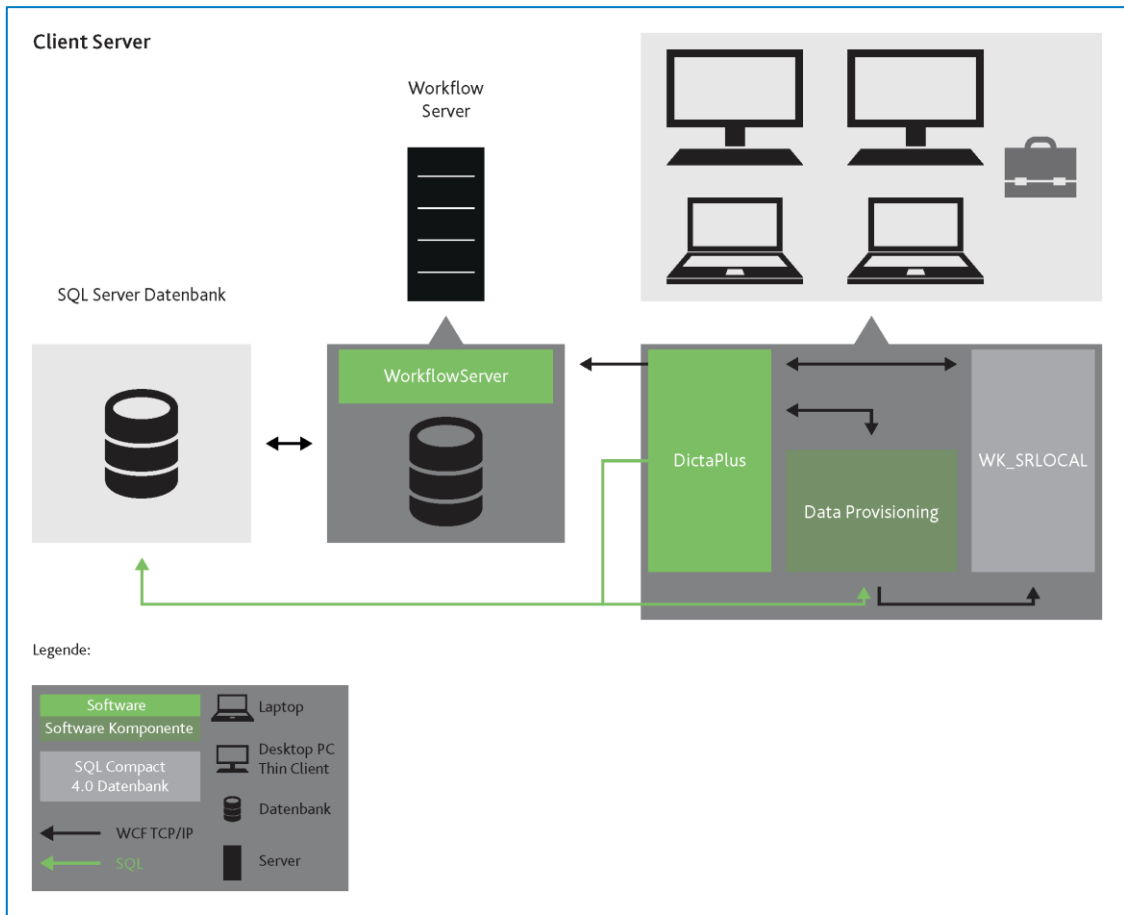 Client Server
Workflow
Server
SQL Server Datenbank
WorkflowServer
DictaPlus
Data Provisioning
WK_SRLOCAL
Legende:
Software
Software Komponente
SQL Compact
4.0 Datenbank
WCF TCP/IP
SQL
Laptop
Desktop PC
Thin Client
Datenbank
Server